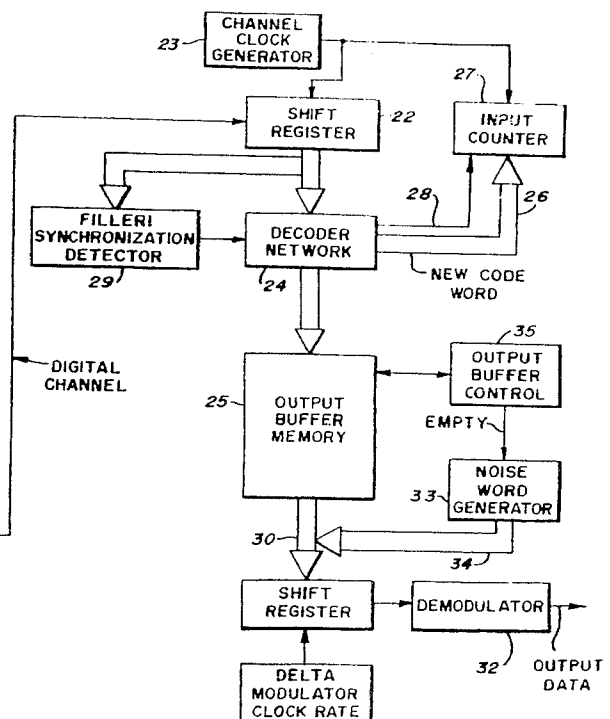 CHANNEL
CLOCK
GENERATOR
23
27
SHIFT
REGISTER
22
INPUT
COUNTER
28
26
FILLERI
SYNCHRONIZATION
DETECTOR
29
DECODER
NETWORK
24
NEW CODE
WORD
DIGITAL
CHANNEL
25
OUTPUT
BUFFER
MEMORY
35
OUTPUT
BUFFER
CONTROL
EMPTY
NOISE
WORD
GENERATOR
33
30
34
SHIFT
REGISTER
DEMODULATOR
32
OUTPUT
DATA
DELTA
MODULATOR
CLOCK RATE